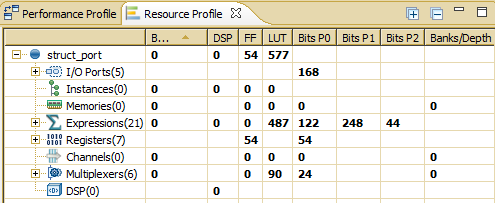 Performance Profile Resource Profile
B... DSP FF LUT Bits P0 Bits P1 Bits P2 Banks/Depth
struct_port 0 0 54 577
I/O Ports(5) 168
Instances(0) 0 0 0 0
Memories(0) 0 0 0 0 0
Expressions(21) 0 0 0 487 122 248 44
Registers(7) 54 54
Channels(0) 0 0 0 0 0
Multiplexers(6) 0 0 90 24 0
DSP(0) 0